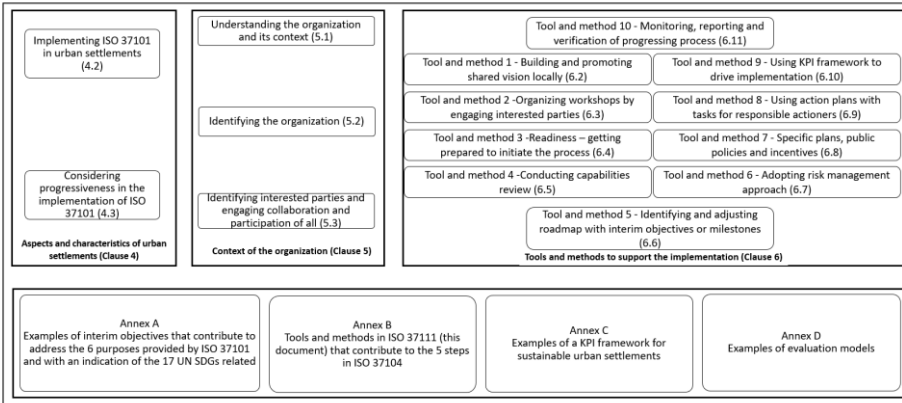 Implementing ISO 37101
in urban settlements
(4.2)
Considering
progressiveness in the
implementation of ISO
37101 (4.3)
Aspects and characteristics of urban
settlements (Clause 4)
Understanding the organization
and its context (5.1)
Identifying the organization (5.2)
Identifying interested parties and
engaging collaboration and
participation of all (5.3)
Context of the organization (Clause 5)
Tool and method 10 - Monitoring, reporting and
verification of progressing process (6.11)
Tool and method 1 - Building and promoting
shared vision locally (6.2)
Tool and method 9 - Using KPI framework to
drive implementation (6.10)
Tool and method 2 -Organizing workshops by
engaging interested parties (6.3)
Tool and method 8 - Using action plans with
tasks for responsible actioners (6.9)
Tool and method 3 -Readiness – getting
prepared to initiate the process (6.4)
Tool and method 7 - Specific plans, public
policies and incentives (6.8)
Tool and method 4 -Conducting capabilities
review (6.5)
Tool and method 6 - Adopting risk management
approach (6.7)
Tool and method 5 - Identifying and adjusting
roadmap with interim objectives or milestones
(6.6)
Tools and methods to support the implementation (Clause 6)
Annex A
Examples of interim objectives that contribute to
address the 6 purposes provided by ISO 37101
and with an indication of the 17 UN SDGs related
Annex B
Tools and methods in ISO 37111 (this
document) that contribute to the 5 steps
in ISO 37104
Annex C
Examples of a KPI framework for
sustainable urban settlements
Annex D
Examples of evaluation models